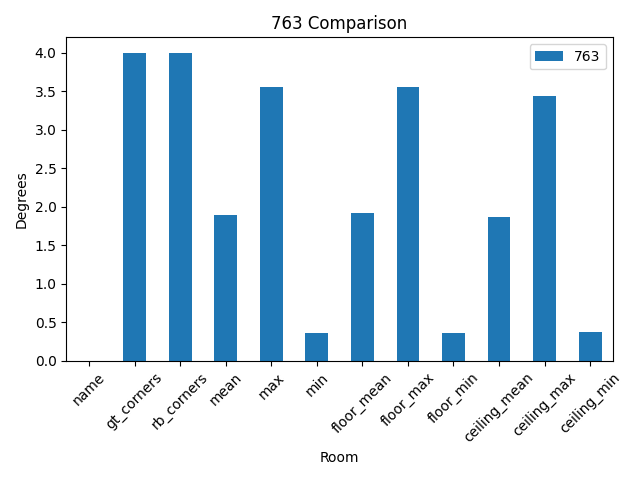 763 Comparison
763
Degrees
4.0
3.5
3.0
2.5
2.0
1.5
1.0
0.5
0.0
name
gt_corners
rb_corners
mean
max
min
floor_mean
floor_max
floor_min
ceiling_mean
ceiling_max
ceiling_min
Room